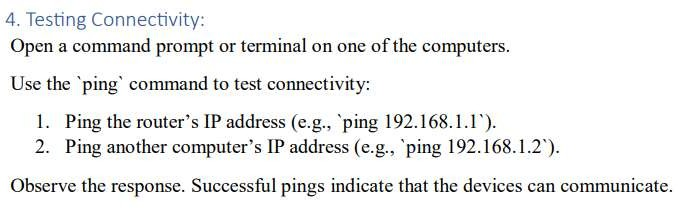 4. Testing Connectivity:
Open a command prompt or terminal on one of the computers.
Use the `ping` command to test connectivity:
1. Ping the router’s IP address (e.g., `ping 192.168.1.1`).
2. Ping another computer’s IP address (e.g., `ping 192.168.1.2`).
Observe the response. Successful pings indicate that the devices can communicate.